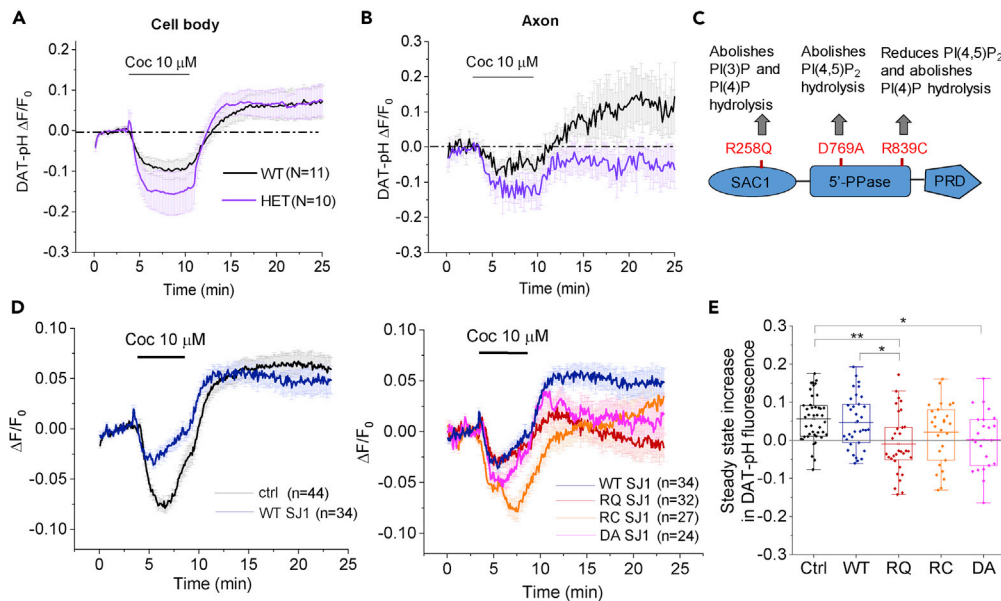 A
Cell body
Coc 10 μM
DAT-pH ΔF/F0
0.2
0.1
0.0
-0.1
-0.2
-0.3
WT (N=11)
HET(N=10)
0 5 10 15 20 25
Time (min)
B
Axon
Coc 10 μM
DAT-pH ΔF/F0
0.3
0.2
0.1
0.0
-0.1
-0.2
-0.3
0 5 10 15 20 25
Time (min)
C
Abolishes
PI(3)P and
PI(4)P
hydrolysis
Abolishes
PI(4,5)P2
hydrolysis
Reduces PI(4,5)P2
and abolishes
PI(4)P hydrolysis
R258Q
D769A
R839C
SAC1
5'-PPase
PRD
D
Coc 10 μM
ΔF/F0
0.10
0.05
0.00
-0.05
-0.10
ctrl (n=44)
WT SJ1 (n=34)
0 5 10 15 20 25
Time (min)
Coc 10 μM
ΔF/F0
0.10
0.05
0.00
-0.05
-0.10
WT SJ1 (n=34)
RQ SJ1 (n=32)
RC SJ1 (n=27)
DA SJ1 (n=24)
0 5 10 15 20 25
Time (min)
E
Steady state increase
in DAT-pH fluorescence
0.3
0.2
0.1
0.0
-0.1
-0.2
-0.3
*
**
*
Ctrl WT RQ RC DA